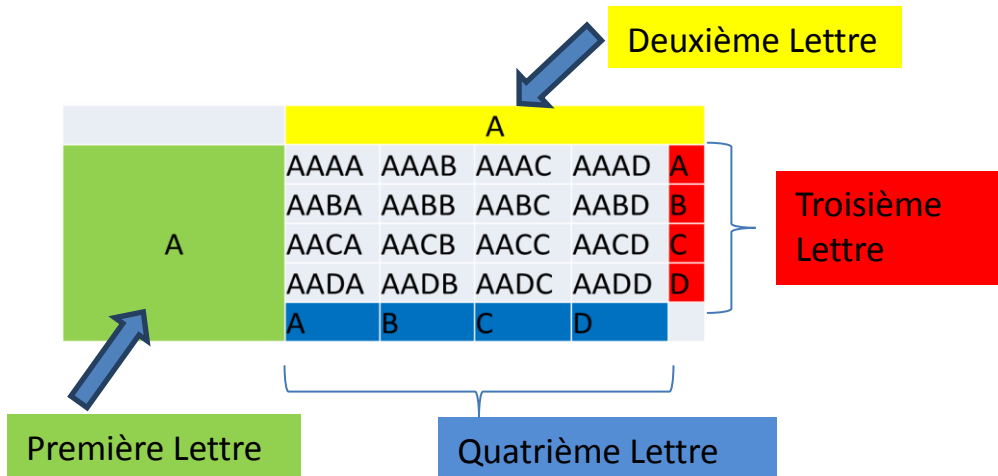 Deuxième Lettre
A
AAAA AAAB AAAC AAAD A
AABA AABB AABC AABD B
A
AACA AACB AACC AACD C
AADA AADB AADC AADD D
A B C D
Troisième
Lettre
Première Lettre
Quatrième Lettre